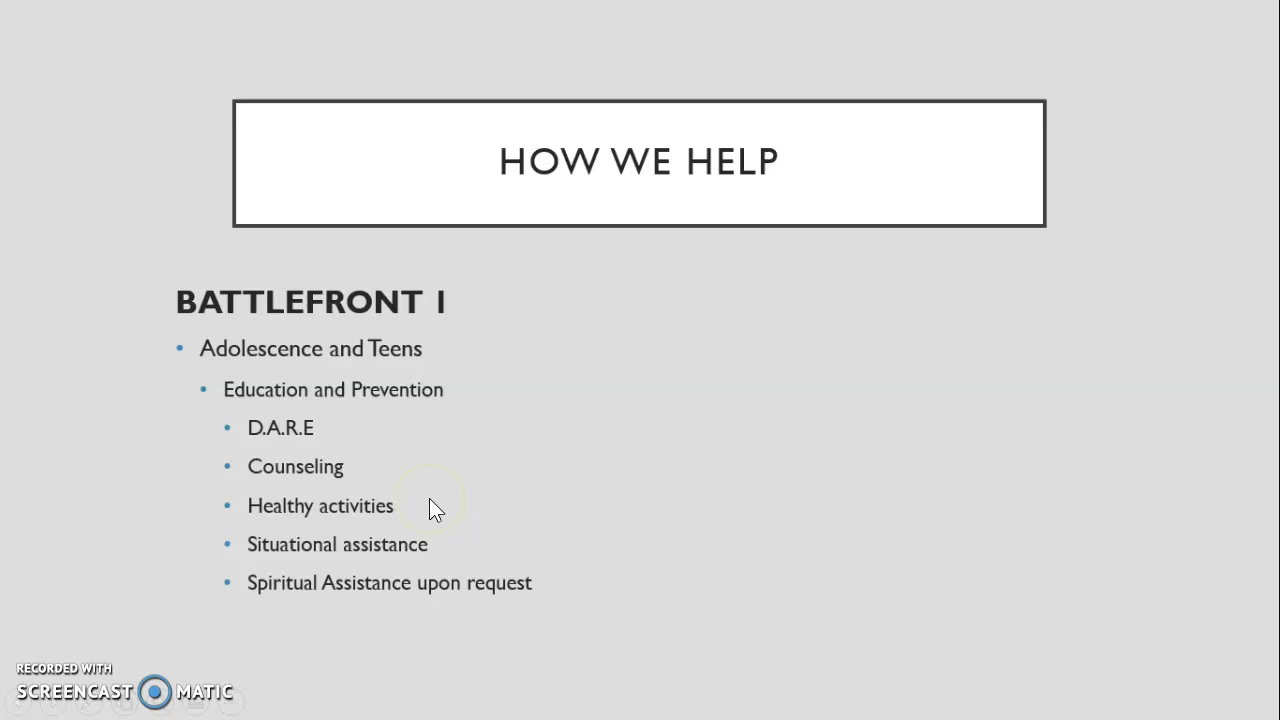 HOW WE HELP
BATTLEFRONT 1
• Adolescence and Teens
• Education and Prevention
• D.A.R.E
• Counseling
• Healthy activities
• Situational assistance
• Spiritual Assistance upon request
RECORDED WITH
SCREENCAST MATIC